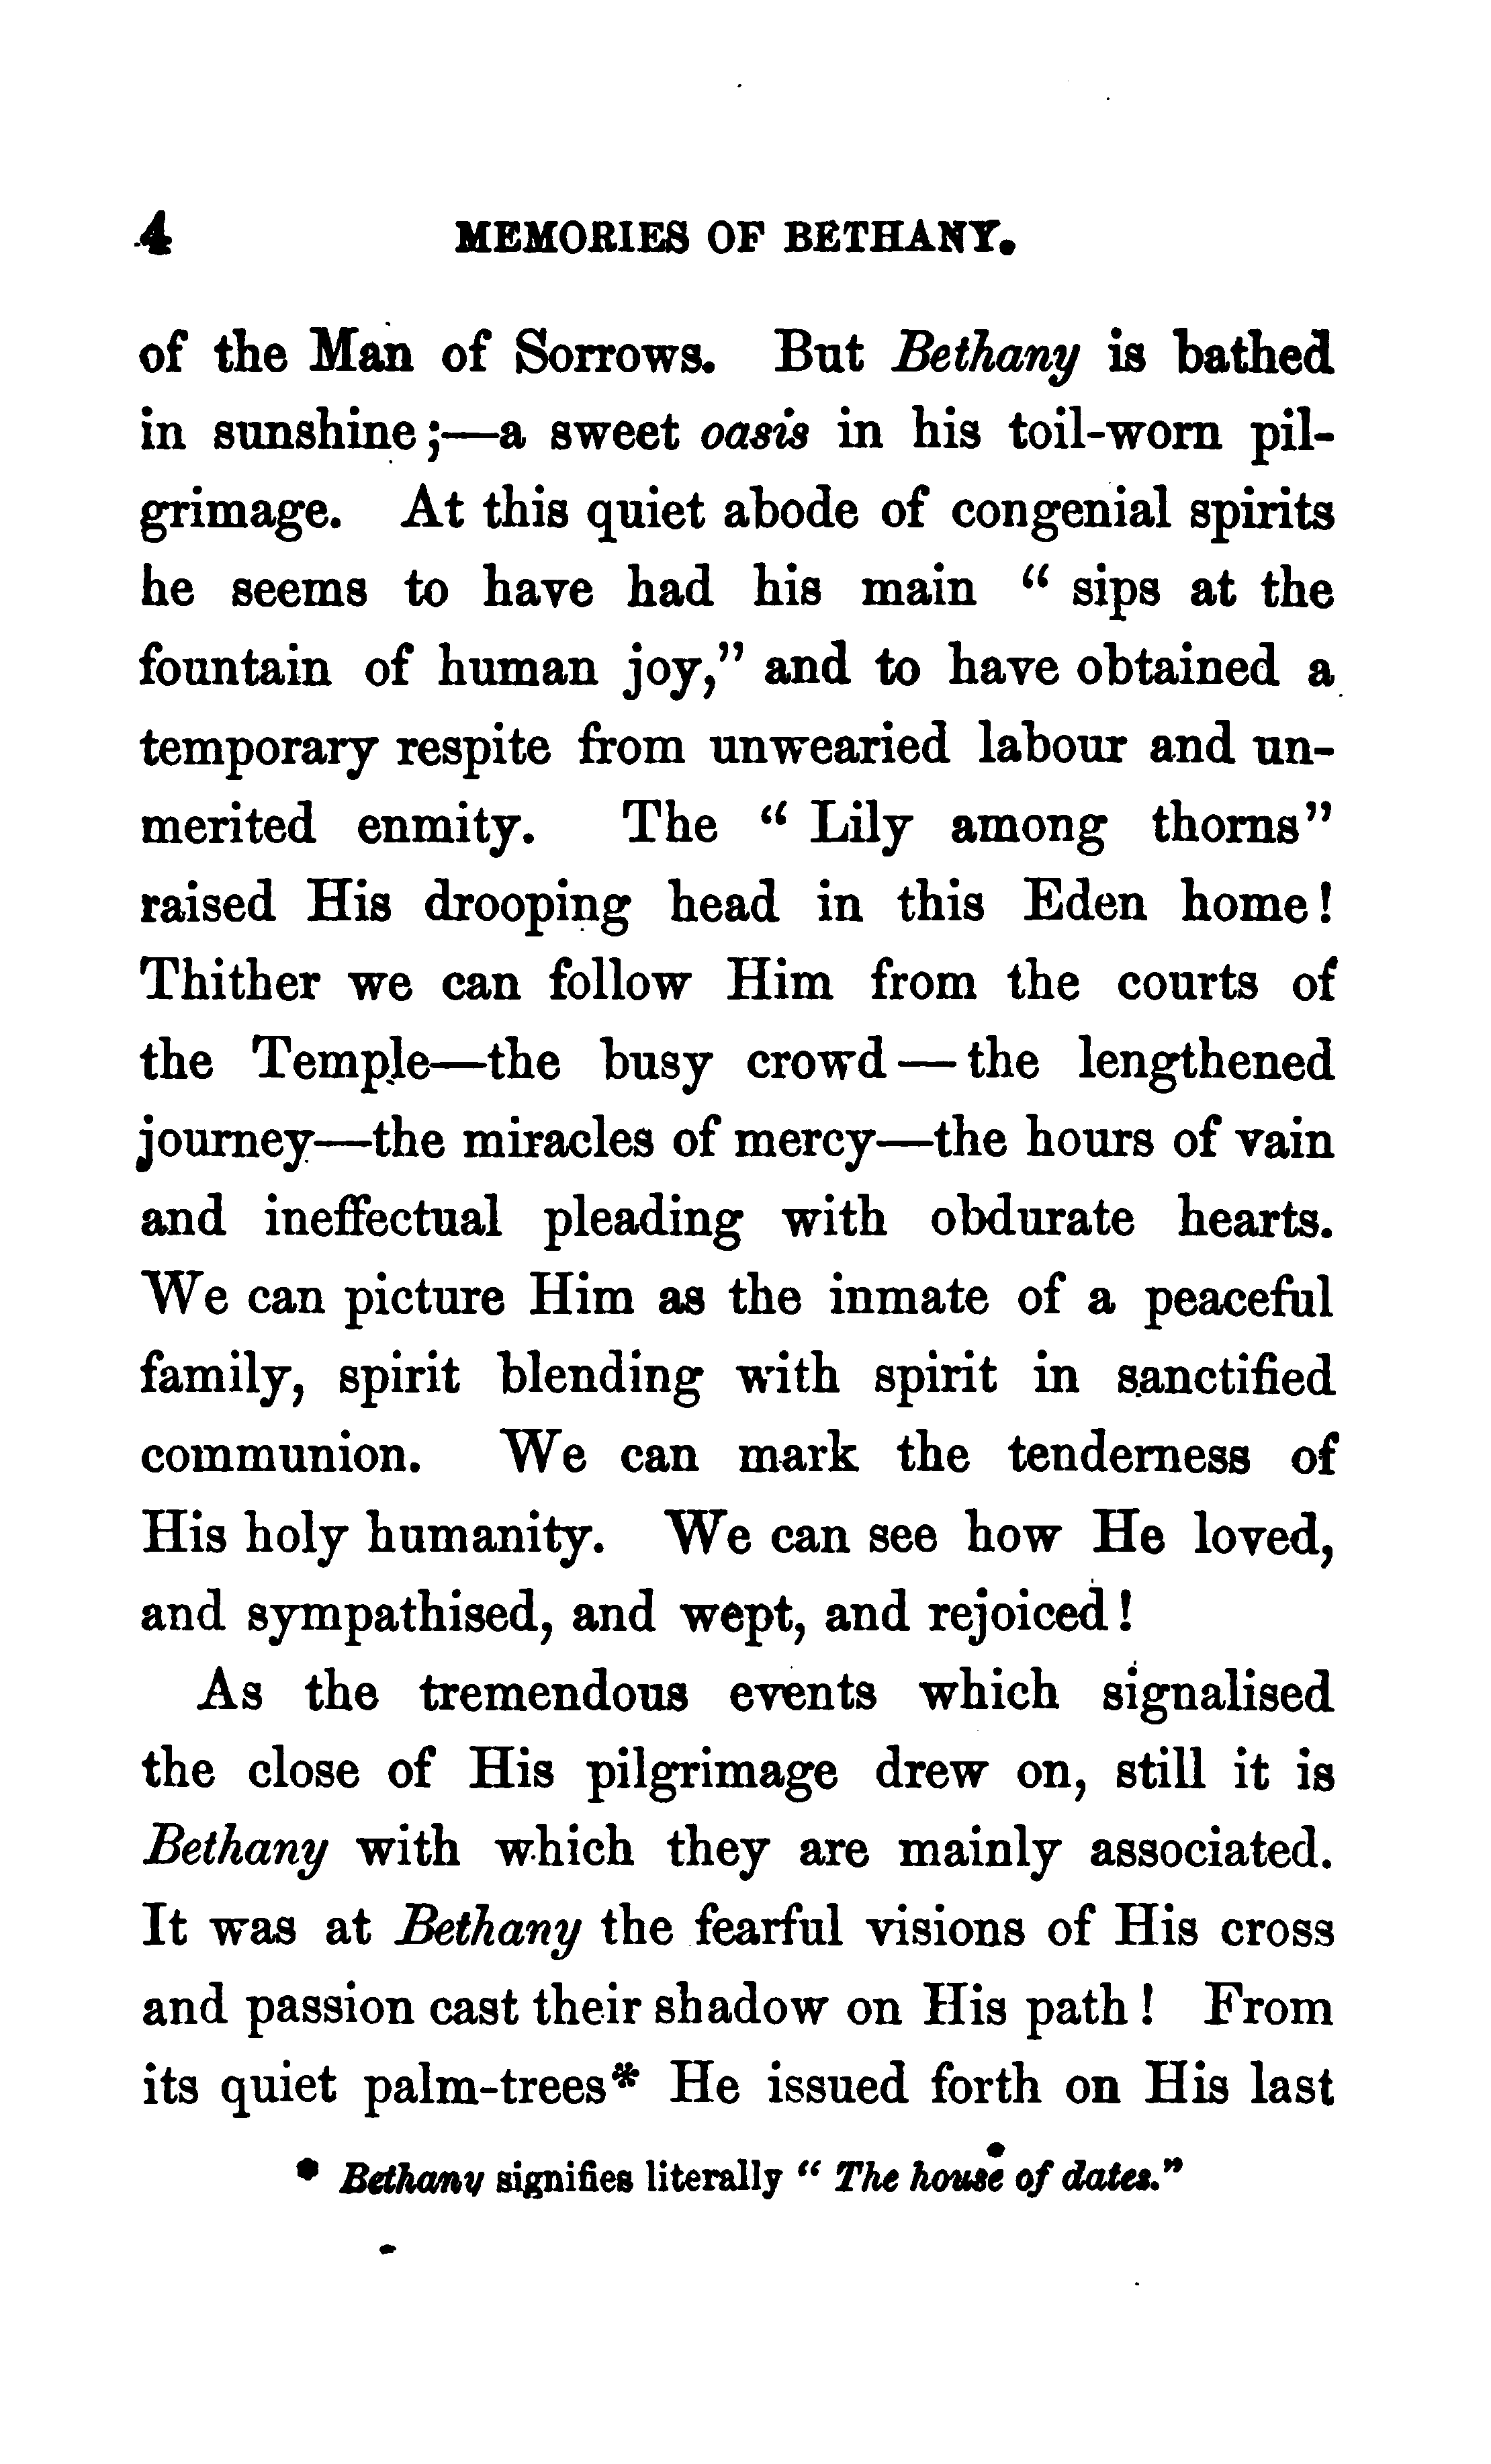 4 MEMORIES OF BETHANY.
of the Man of Sorrows. But Bethany is bathed
in sunshine;—a sweet oasis in his toil-worn pil-
grimage. At this quiet abode of congenial spirits
he seems to have had his main “ sips at the
fountain of human joy,” and to have obtained a
temporary respite from unwearied labour and un-
merited enmity. The “ Lily among thorns”
raised His drooping head in this Eden home!
Thither we can follow Him from the courts of
the Temple—the busy crowd — the lengthened
journey—the miracles of mercy—the hours of vain
and ineffectual pleading with obdurate hearts.
We can picture Him as the inmate of a peaceful
family, spirit blending with spirit in sanctified
communion. We can mark the tenderness of
His holy humanity. We can see how He loved,
and sympathised, and wept, and rejoiced!
As the tremendous events which signalised
the close of His pilgrimage drew on, still it is
Bethany with which they are mainly associated.
It was at Bethany the fearful visions of His cross
and passion cast their shadow on His path! From
its quiet palm-trees* He issued forth on His last
* Bethany signifies literally “ The house of dates.”